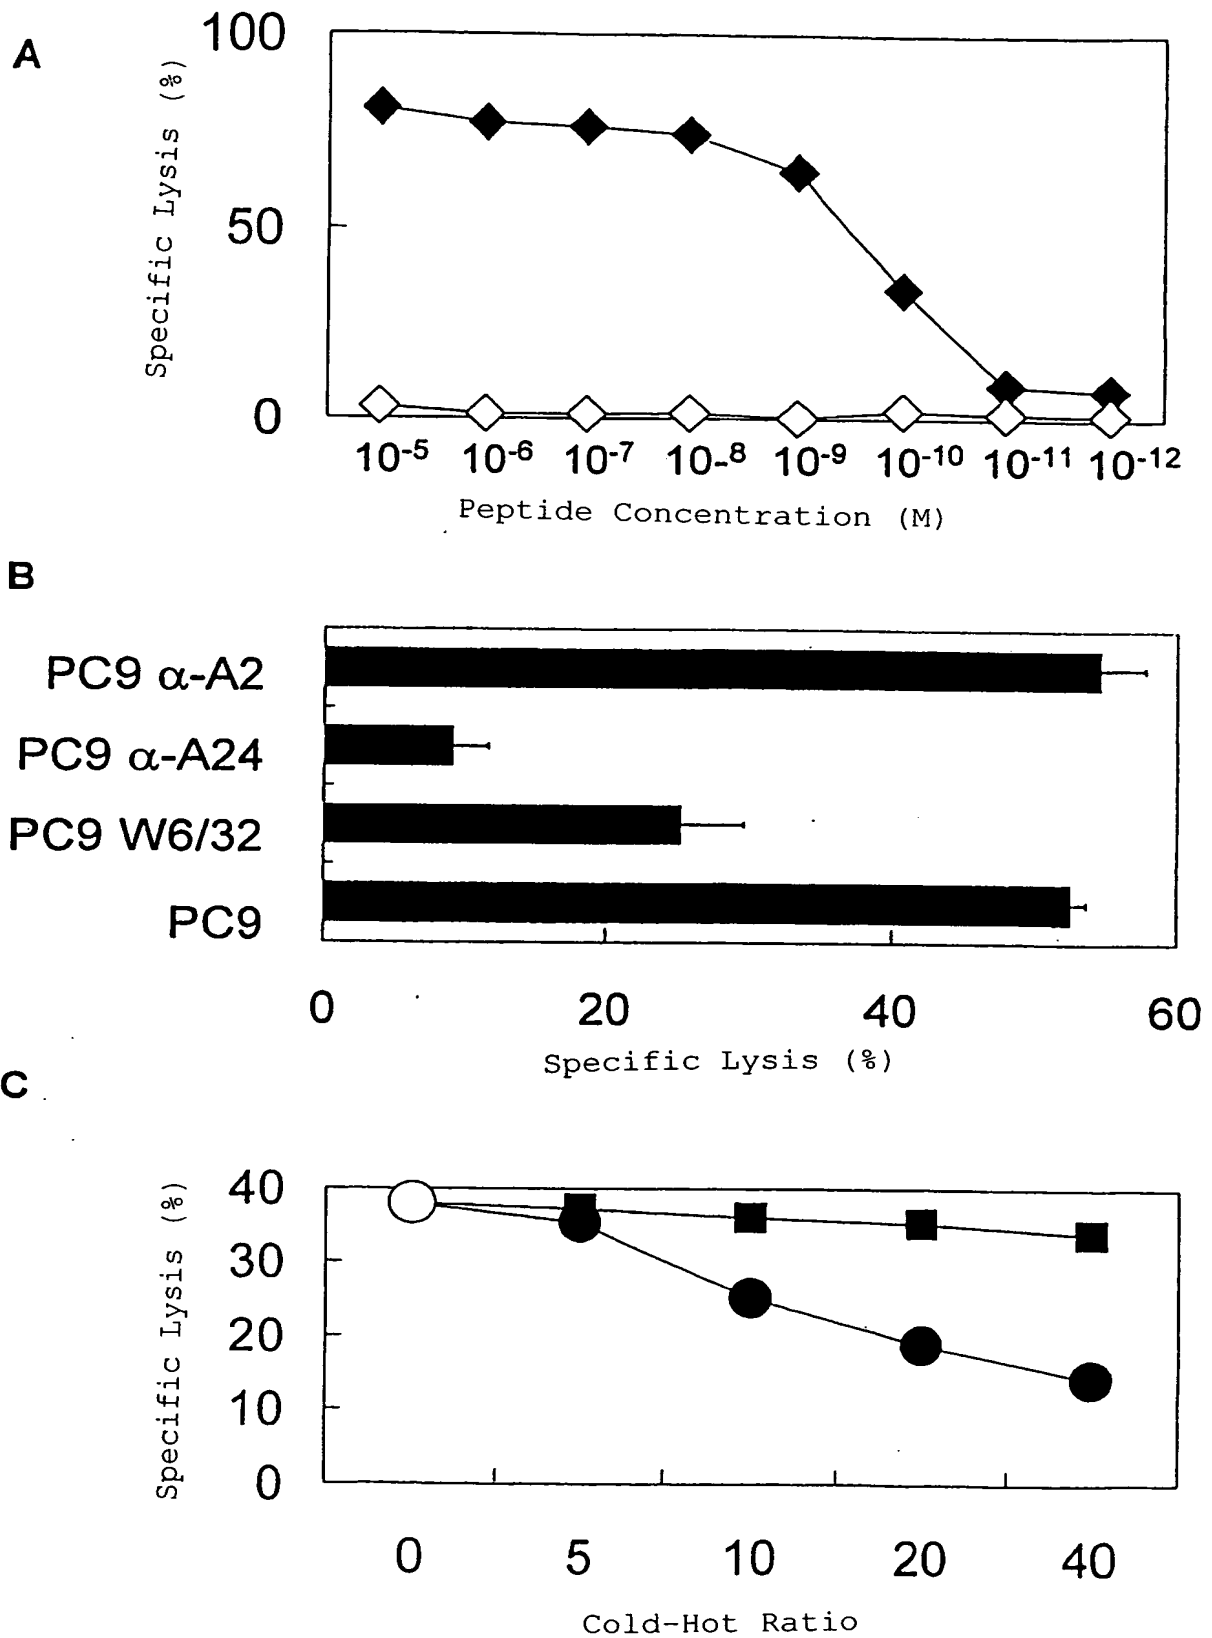 A
Specific Lysis (%)
100
50
0
10-5 10-6 10-7 10-8 10-9 10-10 10-11 10-12
Peptide Concentration (M)
B
PC9 α-A2
PC9 α-A24
PC9 W6/32
PC9
0 20 40 60
Specific Lysis (%)
C
Specific Lysis (%)
40
30
20
10
0
0 5 10 20 40
Cold-Hot Ratio